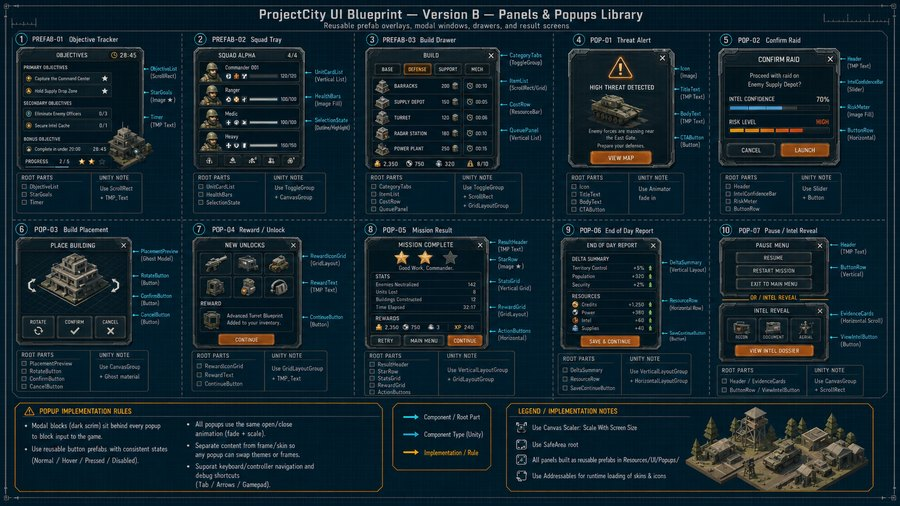 ProjectCity UI Blueprint — Version B — Panels & Popups Library
Reusable prefab overlays, modal windows, drawers, and result screens
1 PREFAB-01 Objective Tracker
OBJECTIVES 28:45
PRIMARY OBJECTIVES
Capture the Command Center
Hold Supply Drop Zone
SECONDARY OBJECTIVES
Eliminate Enemy Officers 0/3
Secure Intel Cache 0/1
BONUS OBJECTIVE
Complete in under 20:00 28:45
PROGRESS 2/5
ObjectiveList
(ScrollRect)
StarGoals
(Image ★)
Timer
(TMP_Text)
ROOT PARTS
ObjectiveList
StarGoals
Timer
UNITY NOTE
Use ScrollRect
+ TMP_Text
2 PREFAB-02 Squad Tray
SQUAD ALPHA 4/4
Commander 001
120/120
Ranger
100/100
Medic
100/100
Heavy
150/150
UnitCardList
(Vertical List)
HealthBars
(Image Fill)
SelectionState
(Outline/Highlight)
ROOT PARTS
UnitCardList
HealthBars
SelectionState
UNITY NOTE
Use ToggleGroup
+ CanvasGroup
3 PREFAB-03 Build Drawer
BUILD
BASE DEFENSE SUPPORT MECH
BARRACKS 200 00:10
SUPPLY DEPOT 150 00:05
TURRET 120 00:06
RADAR STATION 180 00:10
POWER PLANT 250 00:15
2,350 750 320 8/10
CategoryTabs
(ToggleGroup)
ItemList
(ScrollRect/Grid)
CostRow
(ResourceBar)
QueuePanel
(Vertical List)
ROOT PARTS
CategoryTabs
ItemList
CostRow
QueuePanel
UNITY NOTE
Use ToggleGroup
+ ScrollRect
+ GridLayoutGroup
4 POP-01 Threat Alert
HIGH THREAT DETECTED
Enemy forces are massing near
the East Gate.
Prepare your defenses.
VIEW MAP
Icon
(Image)
TitleText
(TMP Text)
BodyText
(TMP Text)
CTAButton
(Button)
ROOT PARTS
Icon
TitleText
BodyText
CTAButton
UNITY NOTE
Use Animator
fade in
5 POP-02 Confirm Raid
CONFIRM RAID
Proceed with raid on
Enemy Supply Depot?
INTEL CONFIDENCE 70%
RISK LEVEL HIGH
CANCEL LAUNCH
Header
(TMP Text)
IntelConfidenceBar
(Slider)
RiskMeter
(Image Fill)
ButtonRow
(Horizontal)
ROOT PARTS
Header
IntelConfidenceBar
RiskMeter
ButtonRow
UNITY NOTE
Use Slider
+ Button
6 POP-03 Build Placement
PLACE BUILDING
ROTATE CONFIRM CANCEL
PlacementPreview
(Ghost Model)
RotateButton
(Button)
ConfirmButton
(Button)
CancelButton
(Button)
ROOT PARTS
PlacementPreview
RotateButton
ConfirmButton
CancelButton
UNITY NOTE
Use CanvasGroup
+ Ghost material
7 POP-04 Reward / Unlock
NEW UNLOCKS
REWARD
Advanced Turret Blueprint
Added to your inventory.
CONTINUE
RewardIconGrid
(GridLayout)
RewardText
(TMP Text)
ContinueButton
(Button)
ROOT PARTS
RewardIconGrid
RewardText
ContinueButton
UNITY NOTE
Use GridLayoutGroup
+ TMP_Text
8 POP-05 Mission Result
MISSION COMPLETE
Good Work, Commander.
STATS
Enemies Neutralized 142
Units Lost 8
Buildings Constructed 12
Time Elapsed 32:17
REWARDS
2,350 750 3 XP 240
RETRY MAIN MENU CONTINUE
ResultHeader
(TMP Text)
StarRow
(Image ★)
StatsGrid
(Vertical Grid)
RewardGrid
(GridLayout)
ActionButtons
(Horizontal)
ROOT PARTS
ResultHeader
StarRow
StatsGrid
RewardGrid
ActionButtons
UNITY NOTE
Use VerticalLayoutGroup
+ GridLayoutGroup
9 POP-06 End of Day Report
END OF DAY REPORT
DELTA SUMMARY
Territory Control +5%
Population +320
Security +2%
RESOURCES
Credits +1,250
Power +380
Intel +60
Supplies +40
SAVE & CONTINUE
DeltaSummary
(Vertical Layout)
ResourceRow
(Horizontal Row)
SaveContinueButton
(Button)
ROOT PARTS
DeltaSummary
ResourceRow
SaveContinueButton
UNITY NOTE
Use VerticalLayoutGroup
+ HorizontalLayoutGroup
10 POP-07 Pause / Intel Reveal
PAUSE MENU
RESUME
RESTART MISSION
EXIT TO MAIN MENU
OR / INTEL REVEAL
INTEL REVEAL
RECON DOCUMENT AERIAL
VIEW INTEL DOSSIER
Header
(TMP Text)
ButtonRow
(Vertical)
EvidenceCards
(Horizontal Scroll)
ViewIntelButton
(Button)
ROOT PARTS
Header / EvidenceCards
ButtonRow / ViewIntelButton
UNITY NOTE
Use CanvasGroup
+ ScrollRect
POPUP IMPLEMENTATION RULES
• Modal blocks (dark scrim) sit behind every popup
to block input to the game.
• Use reusable button prefabs with consistent states
(Normal / Hover / Pressed / Disabled).
• All popups use the same open/close
animation (fade + scale).
• Separate content from frame/skin so
any popup can swap themes or frames.
• Suporat keyboard/controller navigation and
debug shortcuts
(Tab / Arrows / Gamepad).
Component / Root Part
Component Type (Unity)
Implementation / Rule
LEGEND / IMPLEMENTATION NOTES
Use Canvas Scaler: Scale With Screen Size
Use SafeArea root
All panels built as reusable prefabs in Resources/UI/Popups/
Use Addressables for runtime loading of skins & icons